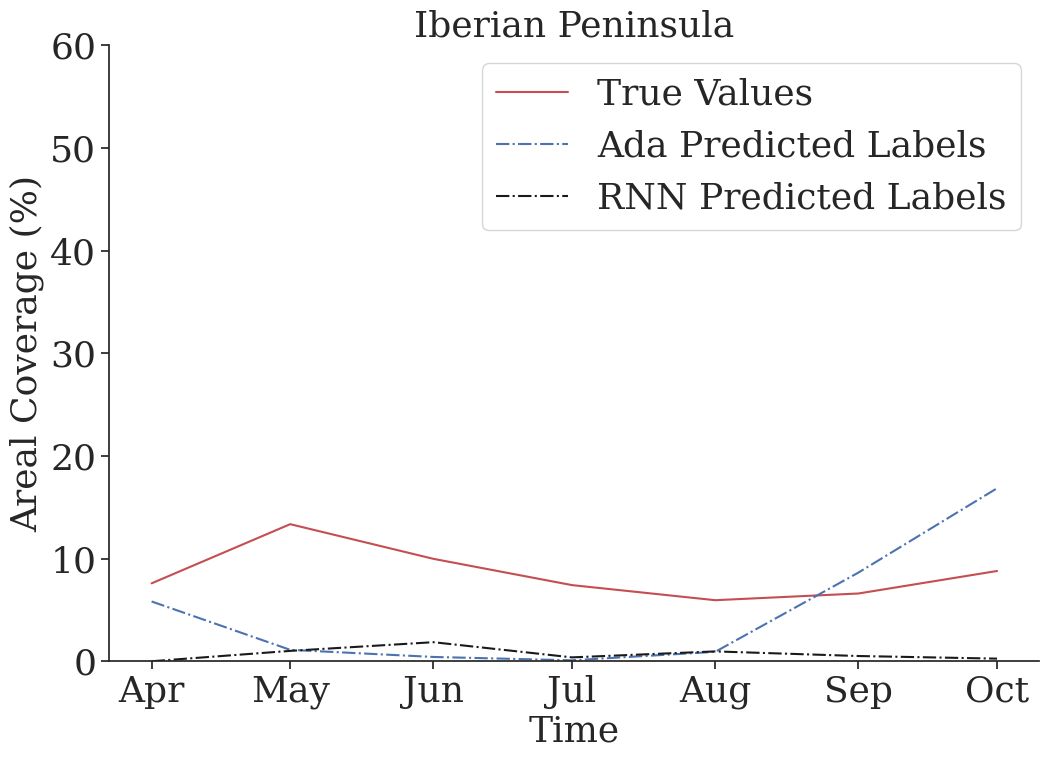 Iberian Peninsula
True Values
Ada Predicted Labels
RNN Predicted Labels
Areal Coverage (%)
60
50
40
30
20
10
0
Apr May Jun Jul Aug Sep Oct
Time